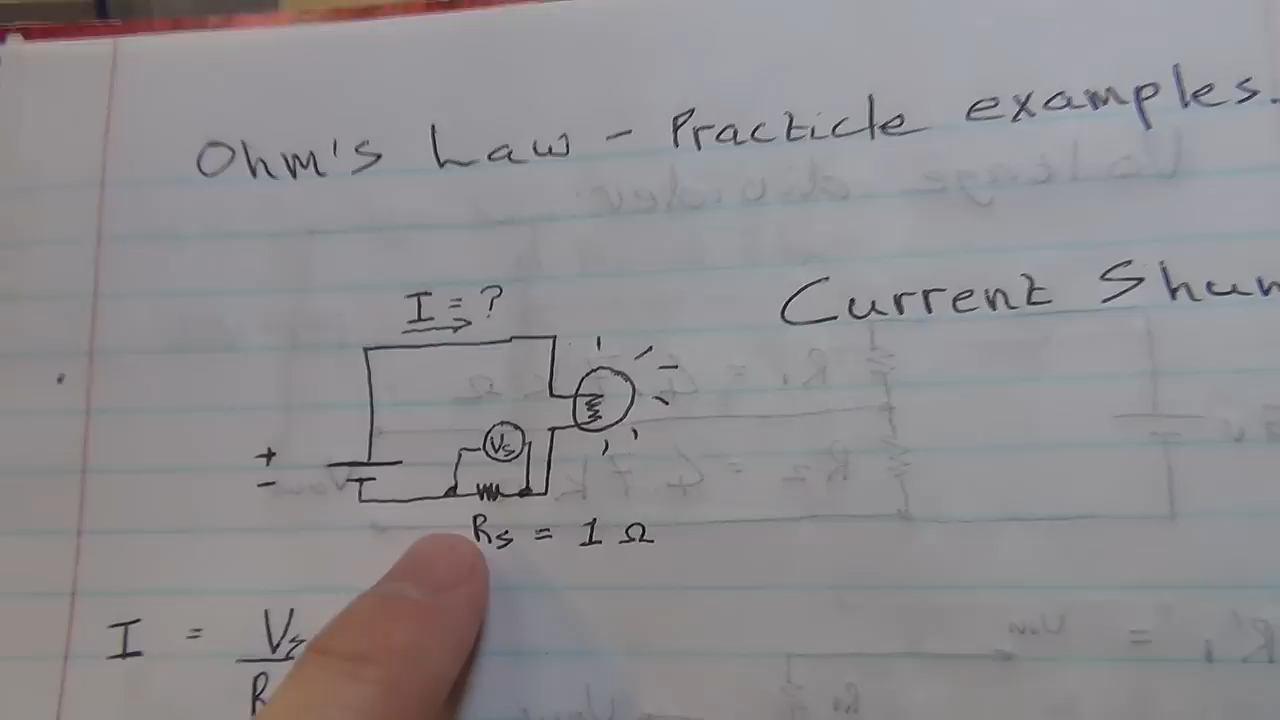 Ohm's Law - Practicle examples.
Current Shun
I = ?
+
-
Vs
Rs = 1 Ω
I = Vs
R